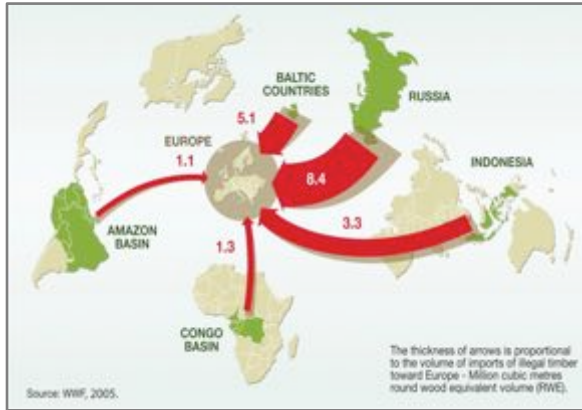 BALTIC
COUNTRIES
RUSSIA
5.1
EUROPE
1.1
8.4
INDONESIA
3.3
AMAZON
BASIN
1.3
CONGO
BASIN
The thickness of arrows is proportional
to the volume of imports of illegal timber
toward Europe - Million cubic metres
round wood equivalent volume (RWE).
Source: WWF, 2005.